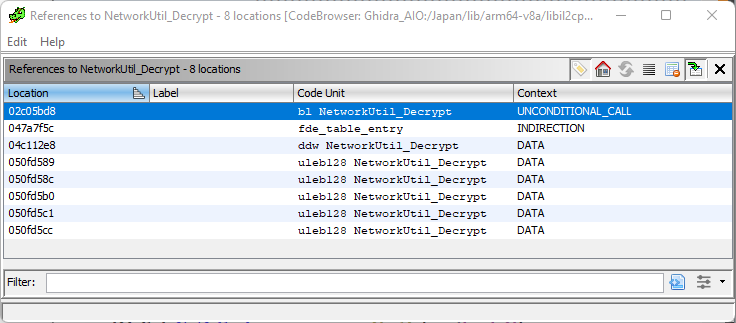 References to NetworkUtil_Decrypt - 8 locations [CodeBrowser: Ghidra_AIO:/Japan/lib/arm64-v8a/libil2cp...
Edit Help
References to NetworkUtil_Decrypt - 8 locations
Location Label Code Unit Context
02c05bd8 bl NetworkUtil_Decrypt UNCONDITIONAL_CALL
047a7f5c fde_table_entry INDIRECTION
04c112e8 ddw NetworkUtil_Decrypt DATA
050fd589 uleb128 NetworkUtil_Decrypt DATA
050fd58c uleb128 NetworkUtil_Decrypt DATA
050fd5b0 uleb128 NetworkUtil_Decrypt DATA
050fd5c1 uleb128 NetworkUtil_Decrypt DATA
050fd5cc uleb128 NetworkUtil_Decrypt DATA
Filter: